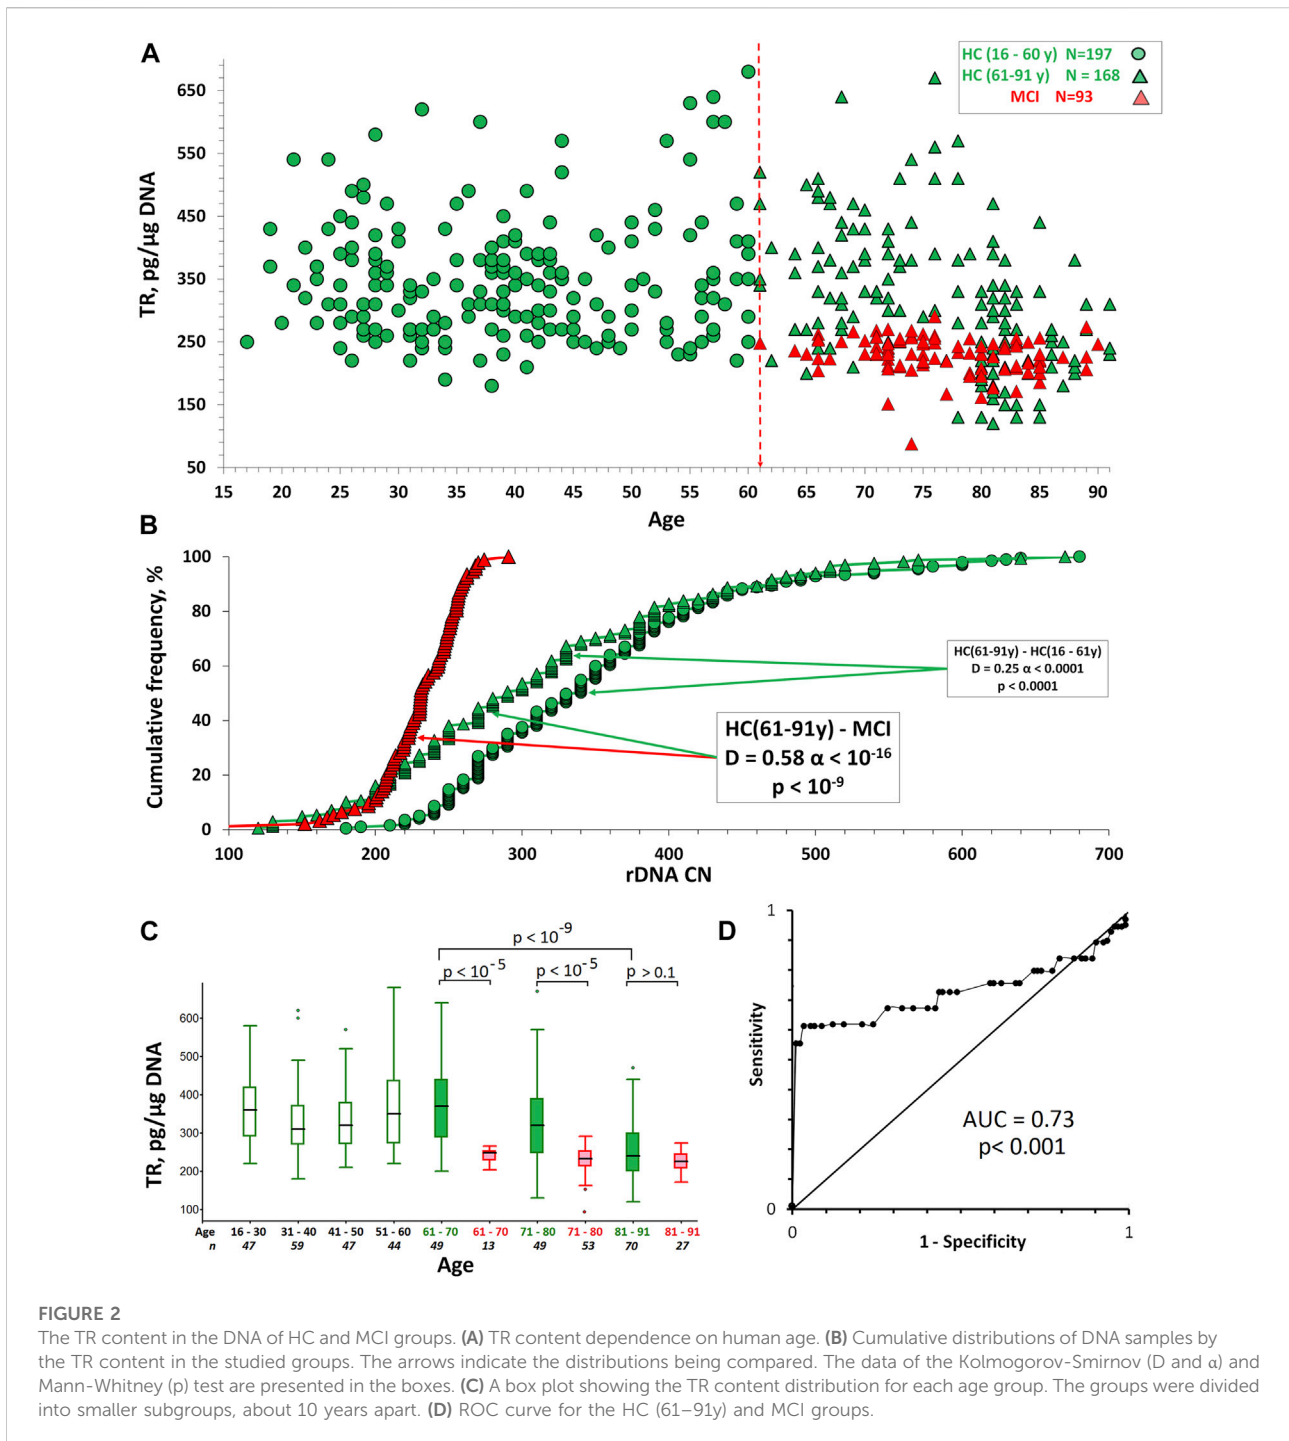 A
HC (16 - 60 y) N=197
HC (61-91 y) N = 168
MCI N=93
TR, pg/µg DNA
650
550
450
350
250
150
50
15 20 25 30 35 40 45 50 55 60 65 70 75 80 85 90
Age
B
Cumulative frequency, %
100
80
60
40
20
0
HC(61-91y) - HC(16 - 61y)
D = 0.25 α < 0.0001
p < 0.0001
HC(61-91y) - MCI
D = 0.58 α < 10⁻¹⁶
p < 10⁻⁹
100 200 300 400 500 600 700
rDNA CN
C
p < 10⁻⁹
p < 10⁻⁵ p < 10⁻⁵ p > 0.1
TR, pg/µg DNA
600
500
400
300
200
100
Age 16 - 30 31 - 40 41 - 50 51 - 60 61 - 70 61 - 70 71 - 80 71 - 80 81 - 91 81 - 91
n 47 59 47 44 49 13 49 53 70 27
Age
D
1
Sensitivity
AUC = 0.73
p< 0.001
0
0 1
1 - Specificity
FIGURE 2
The TR content in the DNA of HC and MCI groups. (A) TR content dependence on human age. (B) Cumulative distributions of DNA samples by
the TR content in the studied groups. The arrows indicate the distributions being compared. The data of the Kolmogorov-Smirnov (D and α) and
Mann-Whitney (p) test are presented in the boxes. (C) A box plot showing the TR content distribution for each age group. The groups were divided
into smaller subgroups, about 10 years apart. (D) ROC curve for the HC (61–91y) and MCI groups.